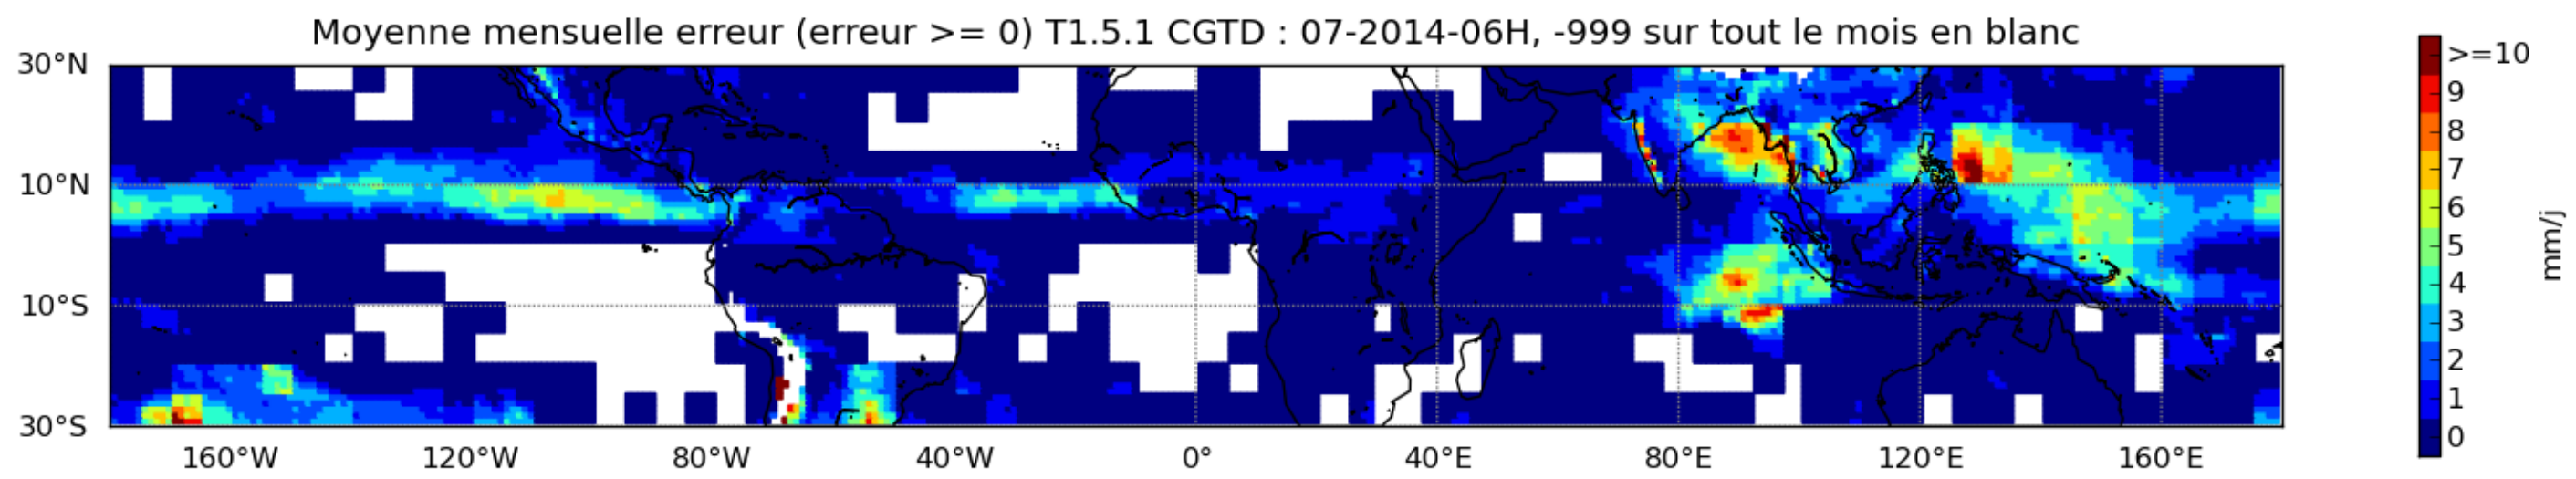 Moyenne mensuelle erreur (erreur >= 0) T1.5.1 CGTD : 07-2014-06H, -999 sur tout le mois en blanc
30°N
10°N
10°S
30°S
160°W 120°W 80°W 40°W 0° 40°E 80°E 120°E 160°E
>=10
9
8
7
6
5
4
3
2
1
0
mm/j